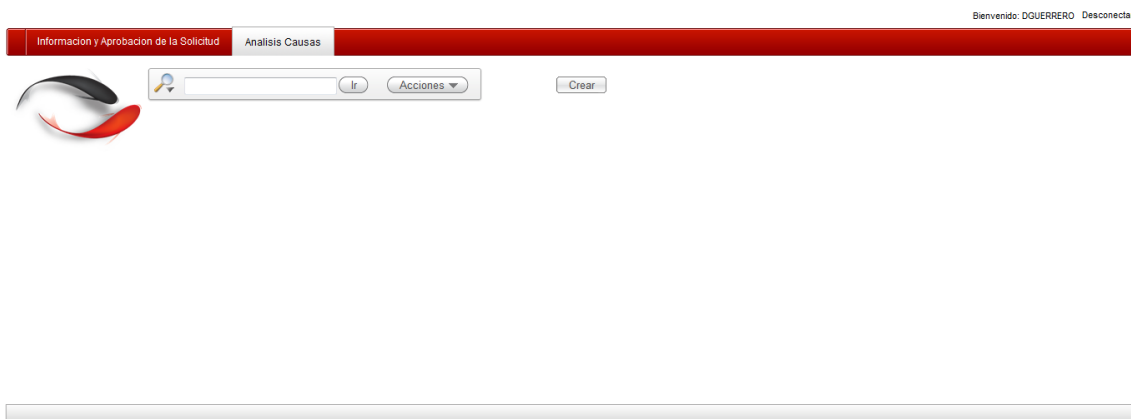 Bienvenido: DGUERRERO Desconecta
Informacion y Aprobacion de la Solicitud Analisis Causas
Ir Acciones Crear